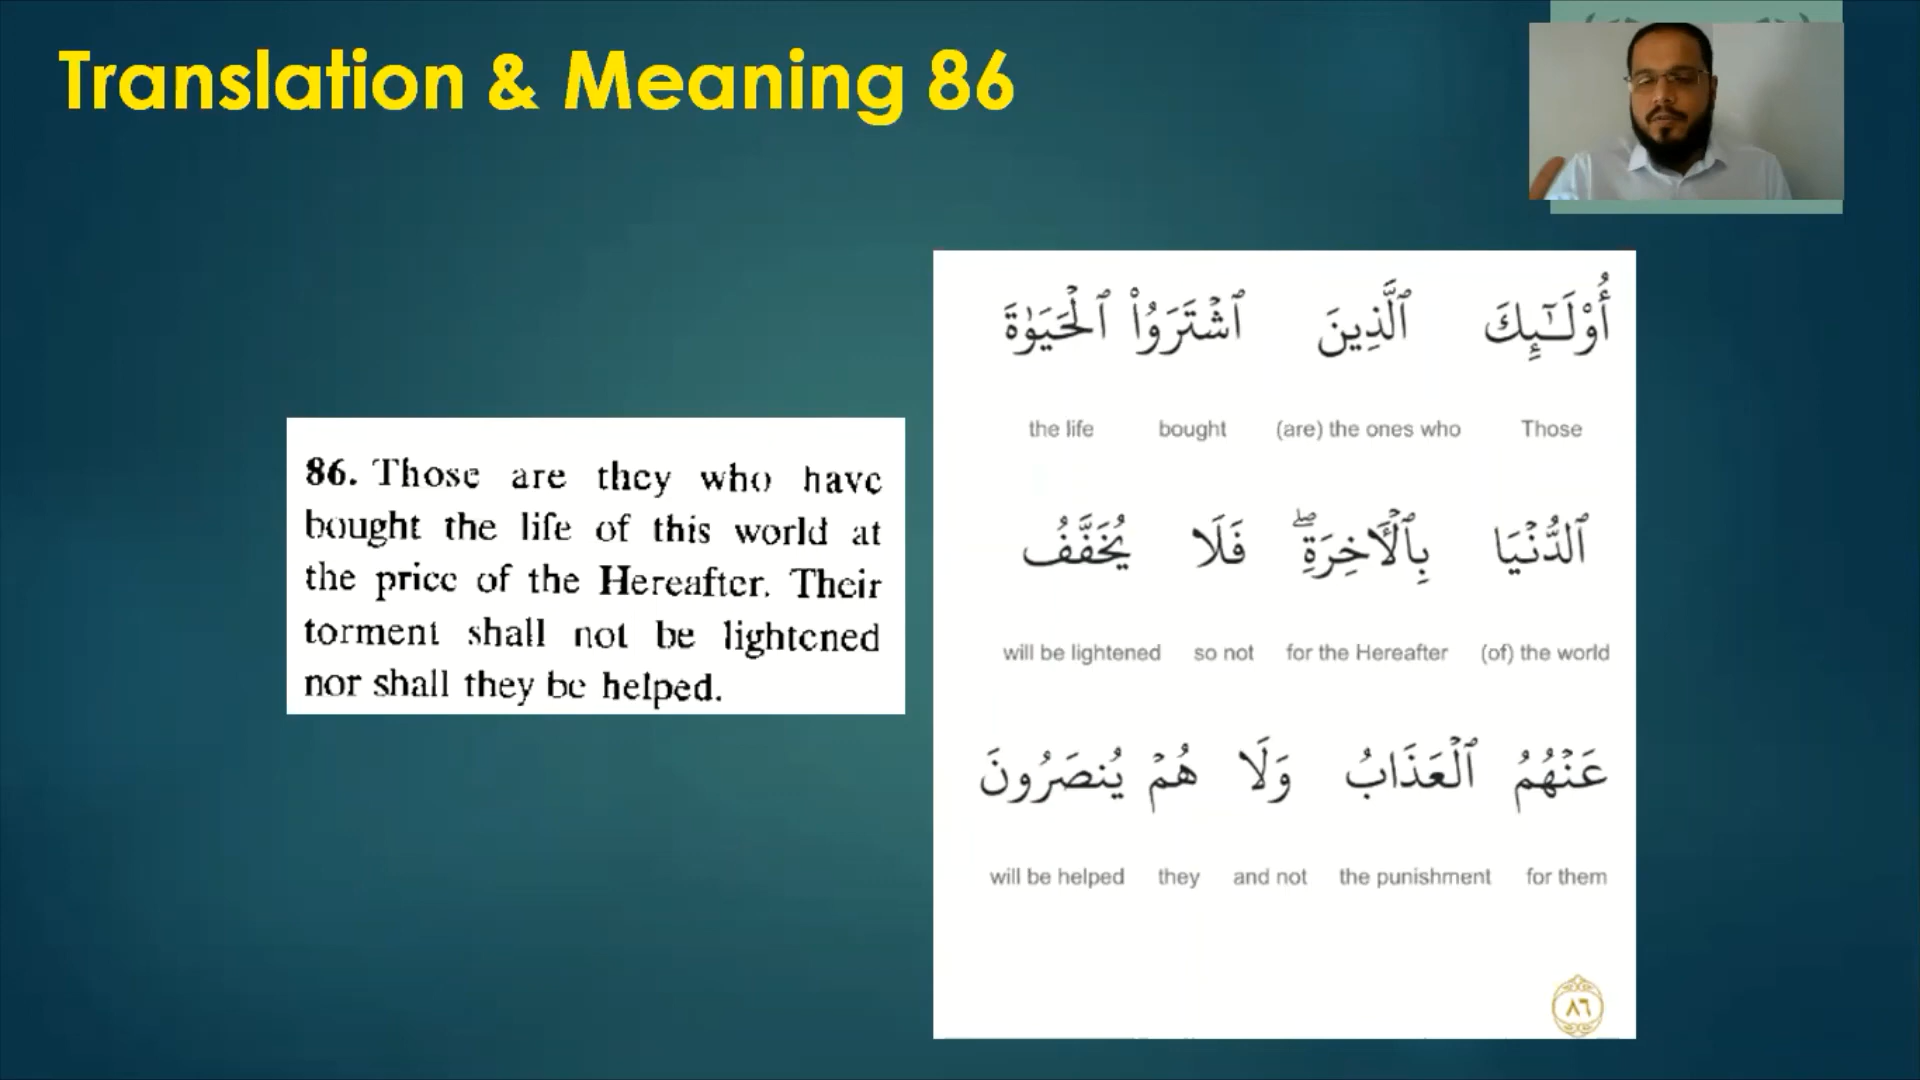 Translation & Meaning 86
86. Those are they who have
bought the life of this world at
the price of the Hereafter. Their
torment shall not be lightened
nor shall they be helped.
أُوْلَـٰٓئِكَ ٱلَّذِينَ ٱشْتَرَوُاْ ٱلْحَيَوٰةَ
the life bought (are) the ones who Those
ٱلدُّنْيَا بِٱلْـَٔاخِرَةِۖ فَلَا يُخَفَّفُ
will be lightened so not for the Hereafter (of) the world
عَنْهُمُ ٱلْعَذَابُ وَلَا هُمْ يُنصَرُونَ
will be helped they and not the punishment for them
٨٦